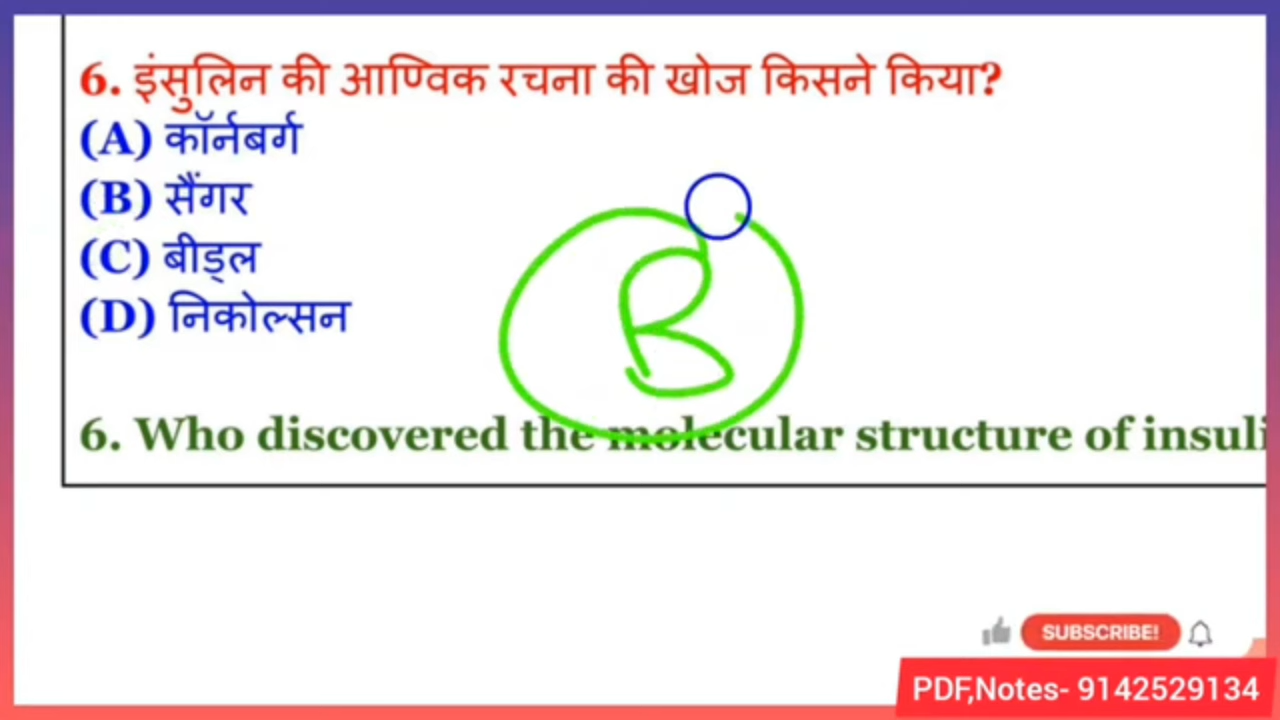 6. इंसुलिन की आण्विक रचना की खोज किसने किया?
(A) कॉर्नबर्ग
(B) सैंगर
(C) बीड्ल
(D) निकोल्सन
B
6. Who discovered the molecular structure of insuli
SUBSCRIBE!
PDF,Notes- 9142529134